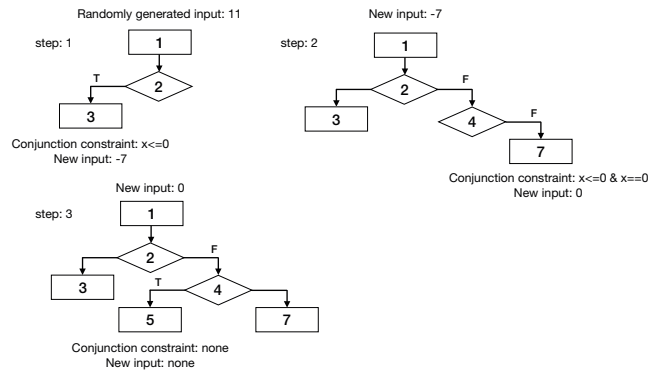 Randomly generated input: 11
step: 1
1
T
2
3
Conjunction constraint: x<=0
New input: -7
New input: -7
step: 2
1
2
F
3
4
F
7
Conjunction constraint: x<=0 & x==0
New input: 0
New input: 0
step: 3
1
2
F
3
T
4
5
7
Conjunction constraint: none
New input: none